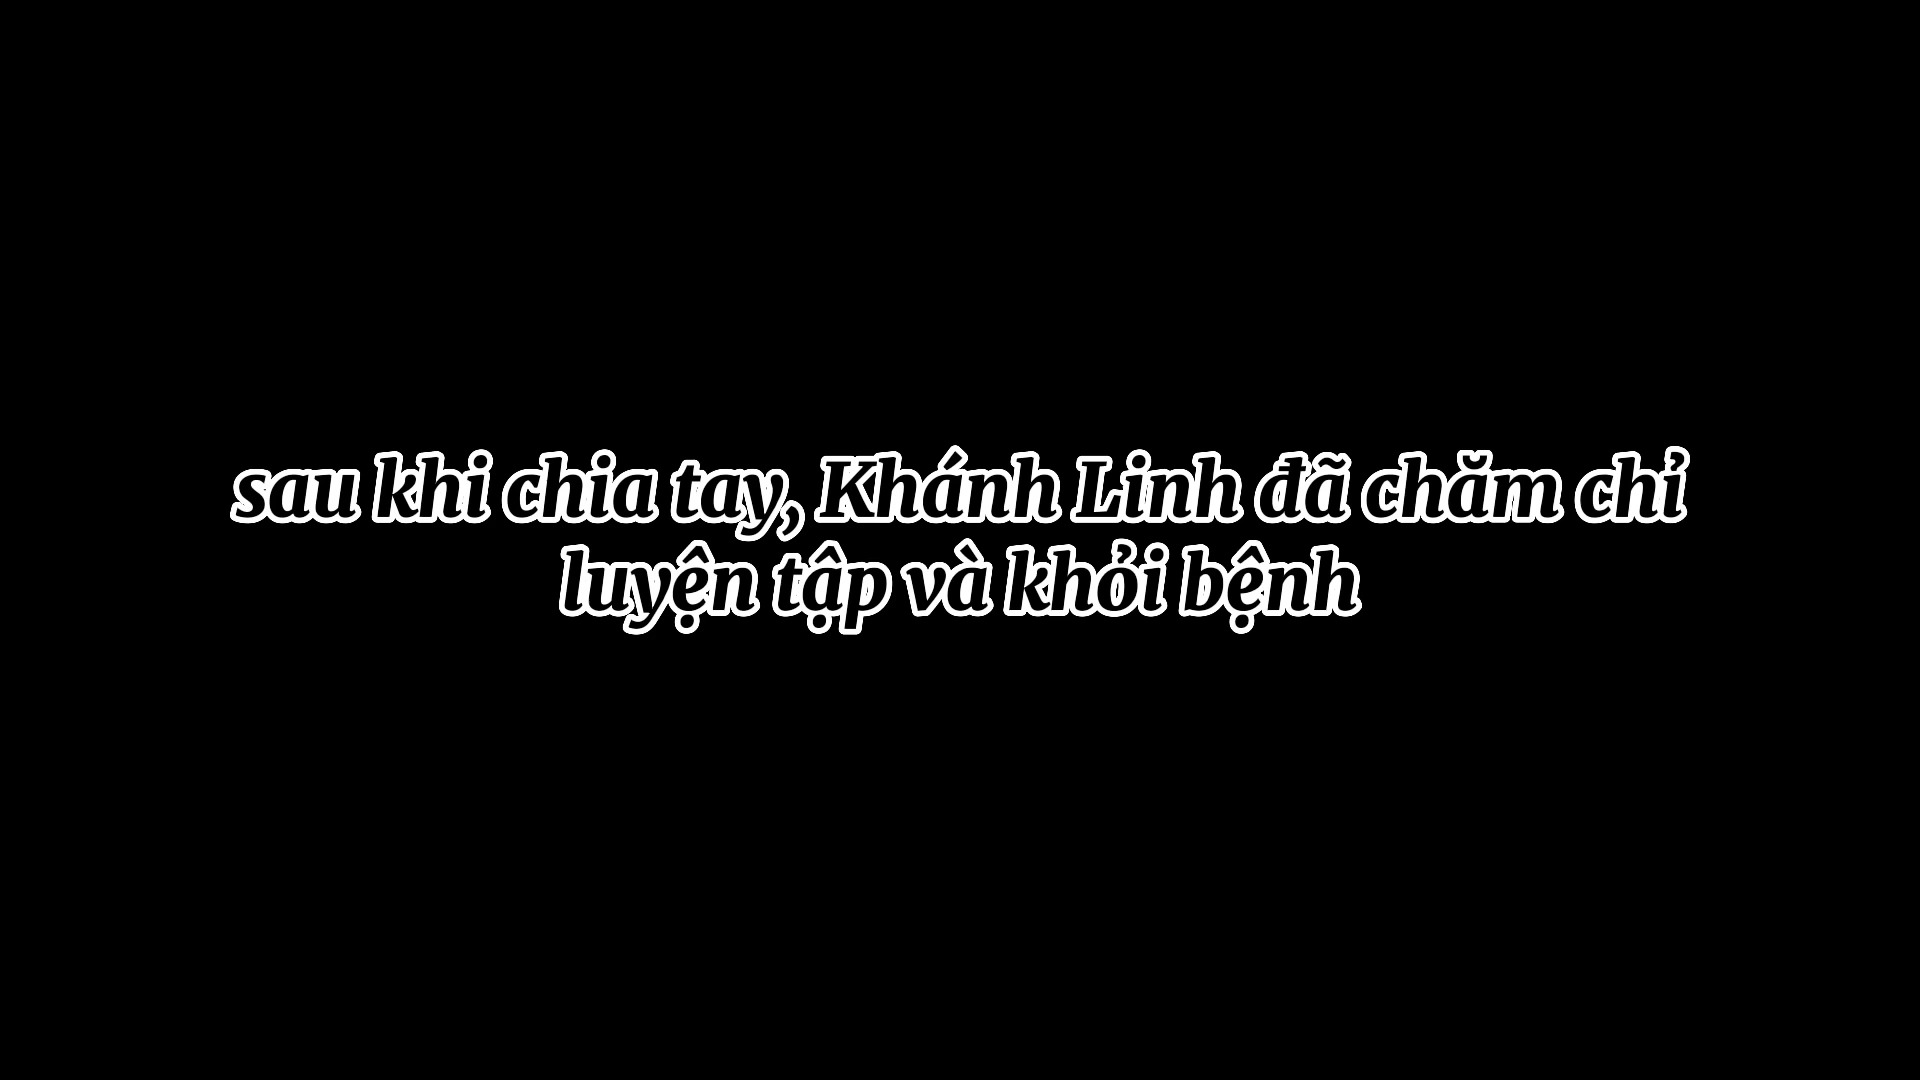 sau khi chia tay, Khánh Linh đã chăm chỉ
luyện tập và khỏi bệnh